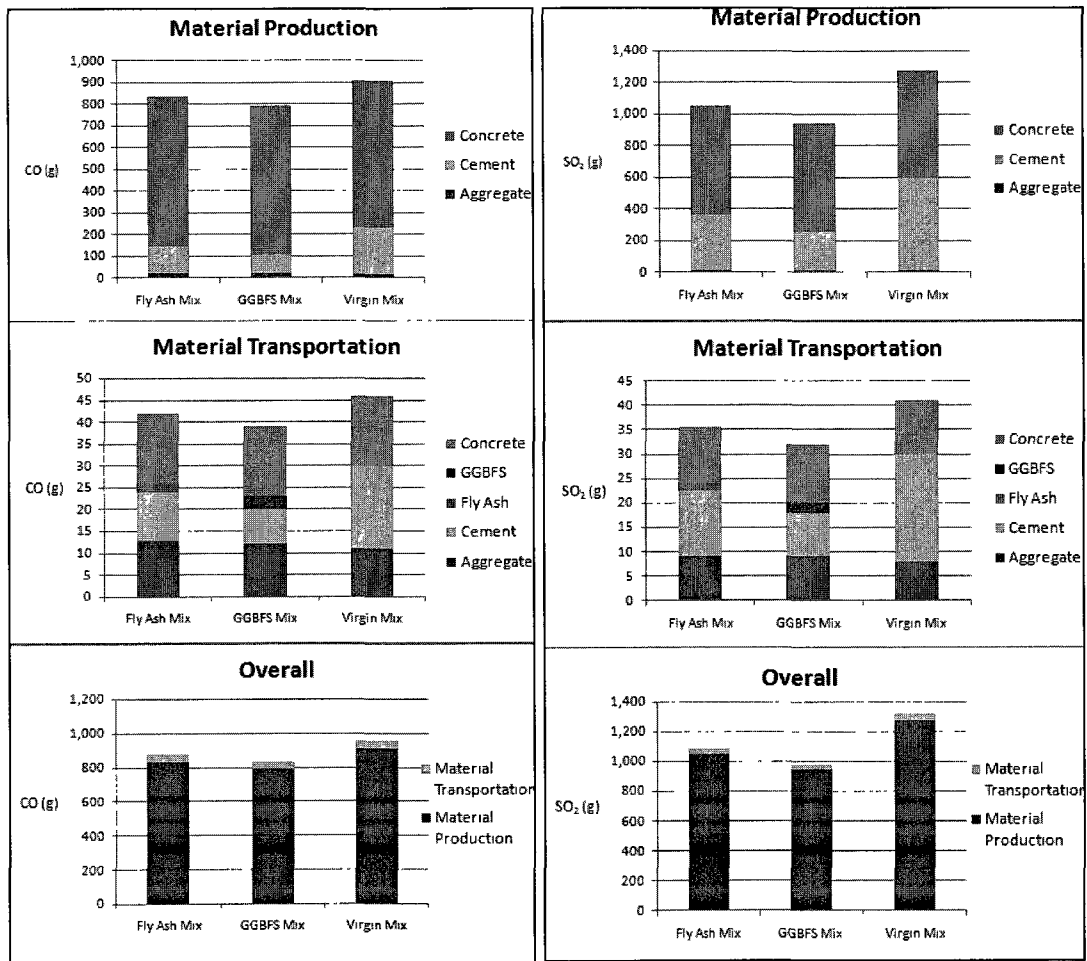 Material Production
1,000
900
800
700
600
500
400
300
200
100
0
CO (g)
Concrete
Cement
Aggregate
Fly Ash Mix GGBFS Mix Virgin Mix
Material Transportation
50
45
40
35
30
25
20
15
10
5
0
CO (g)
Concrete
GGBFS
Fly Ash
Cement
Aggregate
Fly Ash Mix GGBFS Mix Virgin Mix
Overall
1,200
1,000
800
600
400
200
0
CO (g)
Material
Transportation
Material
Production
Fly Ash Mix GGBFS Mix Virgin Mix
Material Production
1,400
1,200
1,000
800
600
400
200
0
SO₂ (g)
Concrete
Cement
Aggregate
Fly Ash Mix GGBFS Mix Virgin Mix
Material Transportation
45
40
35
30
25
20
15
10
5
0
SO₂ (g)
Concrete
GGBFS
Fly Ash
Cement
Aggregate
Fly Ash Mix GGBFS Mix Virgin Mix
Overall
1,400
1,200
1,000
800
600
400
200
0
SO₂ (g)
Material
Transportation
Material
Production
Fly Ash Mix GGBFS Mix Virgin Mix